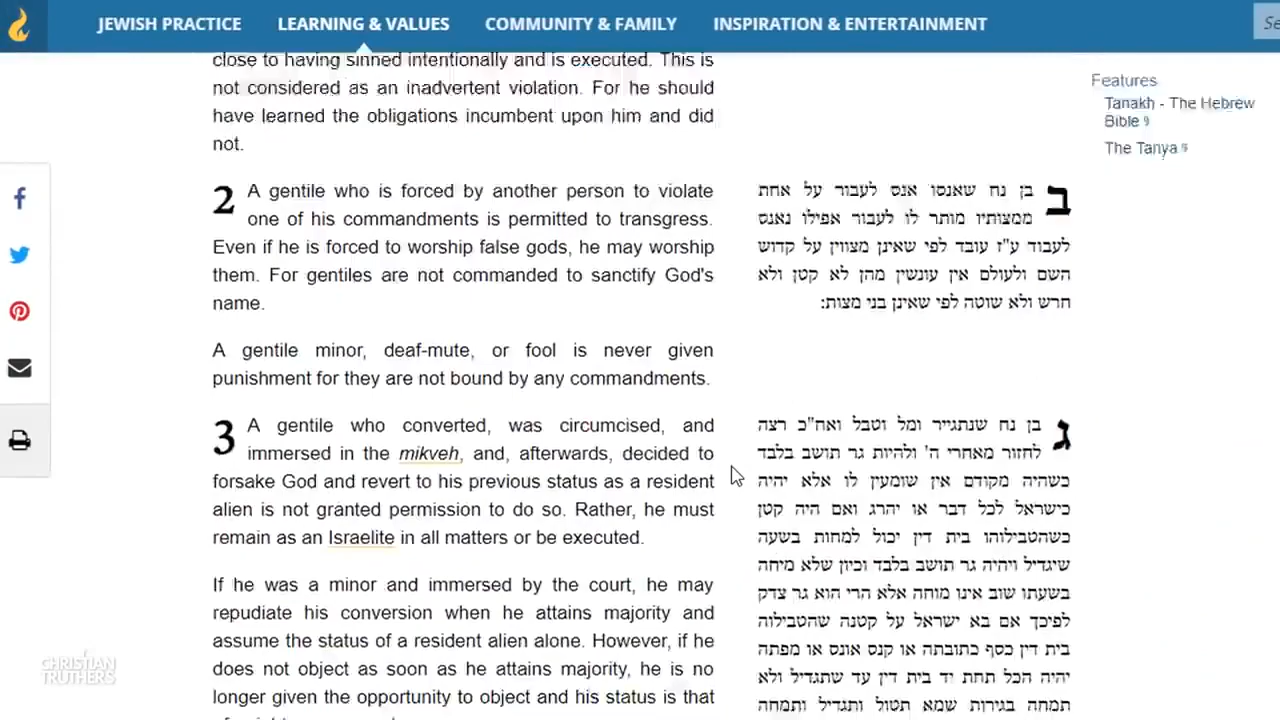 JEWISH PRACTICE
LEARNING & VALUES
COMMUNITY & FAMILY
INSPIRATION & ENTERTAINMENT
Se
close to having sinned intentionally and is executed. This is
not considered as an inadvertent violation. For he should
have learned the obligations incumbent upon him and did
not.
2 A gentile who is forced by another person to violate
one of his commandments is permitted to transgress.
Even if he is forced to worship false gods, he may worship
them. For gentiles are not commanded to sanctify God's
name.
A gentile minor, deaf-mute, or fool is never given
punishment for they are not bound by any commandments.
3 A gentile who converted, was circumcised, and
immersed in the mikveh, and, afterwards, decided to
forsake God and revert to his previous status as a resident
alien is not granted permission to do so. Rather, he must
remain as an Israelite in all matters or be executed.
If he was a minor and immersed by the court, he may
repudiate his conversion when he attains majority and
assume the status of a resident alien alone. However, if he
does not object as soon as he attains majority, he is no
longer given the opportunity to object and his status is that
ב בן נח שאנסו אנס לעבור על אחת
ממצותיו מותר לו לעבור אפילו נאנס
לעבוד ע"ז עובד לפי שאינן מצווין על קדוש
השם ולעולם אין עונשין מהן לא קטן ולא
חרש ולא שוטה לפי שאינן בני מצות:
ג בן נח שנתגייר ומל וטבל ואח"כ רצה
לחזור מאחרי ה' ולהיות גר תושב בלבד
כשהיה מקודם אין שומעין לו אלא יהיה
כישראל לכל דבר או יהרג ואם היה קטן
כשהטבילוהו בית דין יכול למחות בשעה
שיגדיל ויהיה גר תושב בלבד וכיון שלא מיחה
בשעתו שוב אינו מוחה אלא הרי הוא גר צדק
לפיכך אם בא ישראל על קטנה שהטבילוה
בית דין כסף כתובתה או קנס אונס או מפתה
יהיה הכל תחת יד בית דין עד שתגדיל ולא
תמחה בגירות שמא תטול ותגדיל ותמחה
Features
Tanakh - The Hebrew
Bible
The Tanya
CHRISTIAN
TRUTHERS